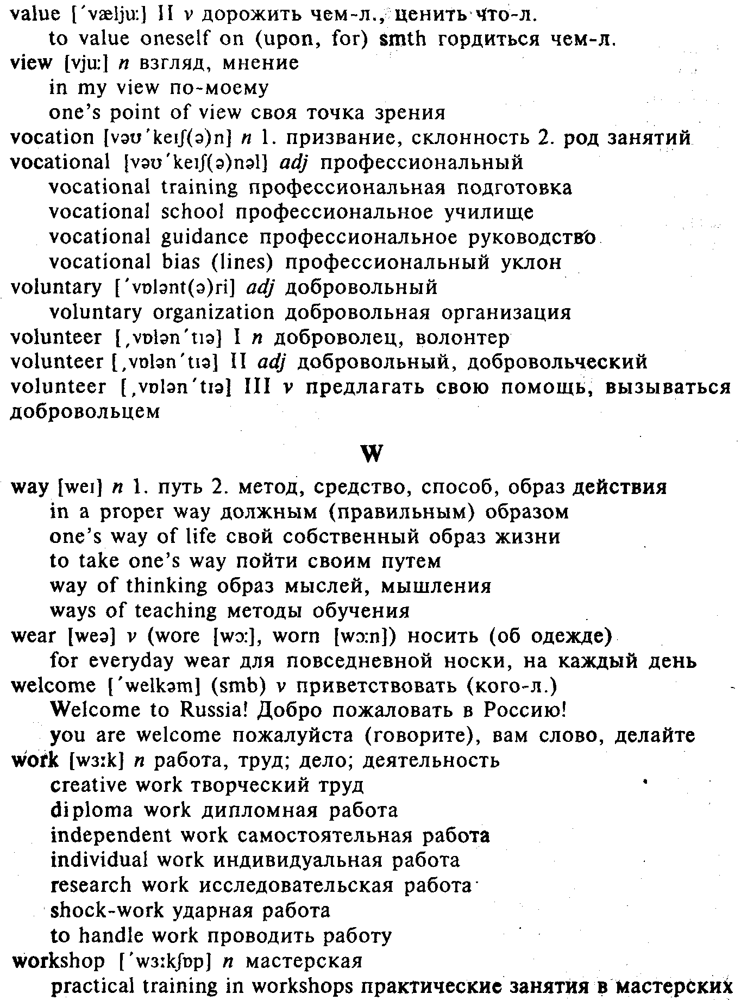 value [ˈvæljuː] II v дорожить чем-л., ценить что-л.
to value oneself on (upon, for) smth гордиться чем-л.
view [vjuː] n взгляд, мнение
in my view по-моему
one's point of view своя точка зрения
vocation [vəʊˈkeɪʃ(ə)n] n 1. призвание, склонность 2. род занятий
vocational [vəʊˈkeɪʃ(ə)nəl] adj профессиональный
vocational training профессиональная подготовка
vocational school профессиональное училище
vocational guidance профессиональное руководство
vocational bias (lines) профессиональный уклон
voluntary [ˈvɒlənt(ə)ri] adj добровольный
voluntary organization добровольная организация
volunteer [ˌvɒlənˈtɪə] I n доброволец, волонтер
volunteer [ˌvɒlənˈtɪə] II adj добровольный, добровольческий
volunteer [ˌvɒlənˈtɪə] III v предлагать свою помощь, вызываться
добровольцем
W
way [weɪ] n 1. путь 2. метод, средство, способ, образ действия
in a proper way должным (правильным) образом
one's way of life свой собственный образ жизни
to take one's way пойти своим путем
way of thinking образ мыслей, мышления
ways of teaching методы обучения
wear [weə] v (wore [wɔː], worn [wɔːn]) носить (об одежде)
for everyday wear для повседневной носки, на каждый день
welcome [ˈwelkəm] (smb) v приветствовать (кого-л.)
Welcome to Russia! Добро пожаловать в Россию!
you are welcome пожалуйста (говорите), вам слово, делайте
work [wɜːk] n работа, труд; дело; деятельность
creative work творческий труд
diploma work дипломная работа
independent work самостоятельная работа
individual work индивидуальная работа
research work исследовательская работа
shock-work ударная работа
to handle work проводить работу
workshop [ˈwɜːkʃɒp] n мастерская
practical training in workshops практические занятия в мастерских